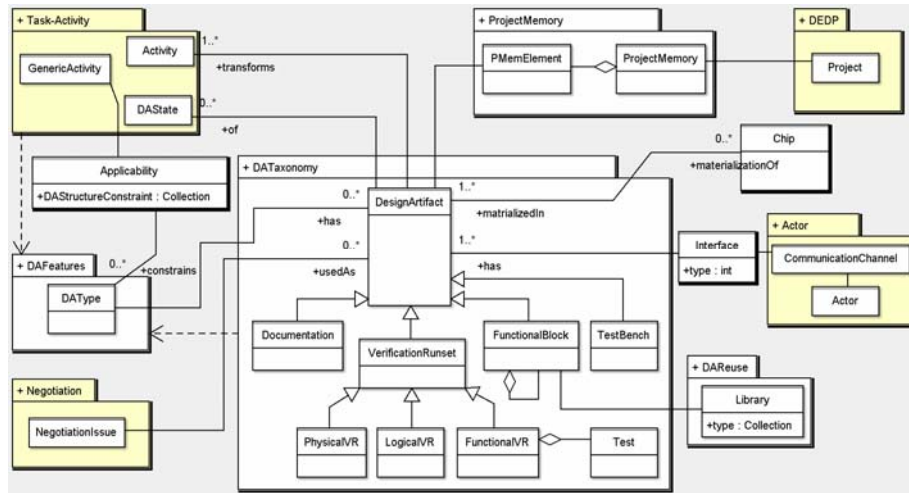 + Task-Activity
Activity
1..*
+transforms
GenericActivity
DAState
0..*
+of
+ ProjectMemory
PMemElement
ProjectMemory
+ DEDP
Project
Applicability
+DAStructureConstraint : Collection
+ DATaxonomy
0..*
Chip
+materializationOf
0..*
DesignArtifact
1..*
+has
+matrializedIn
0..*
1..*
+ Actor
Interface
+type : int
CommunicationChannel
Actor
+ DAFeatures
0..*
+constrains
+usedAs
+has
DAType
Documentation
VerificationRunset
FunctionalBlock
TestBench
+ DAReuse
Library
+type : Collection
+ Negotiation
NegotiationIssue
PhysicalVR
LogicalVR
FunctionalVR
Test